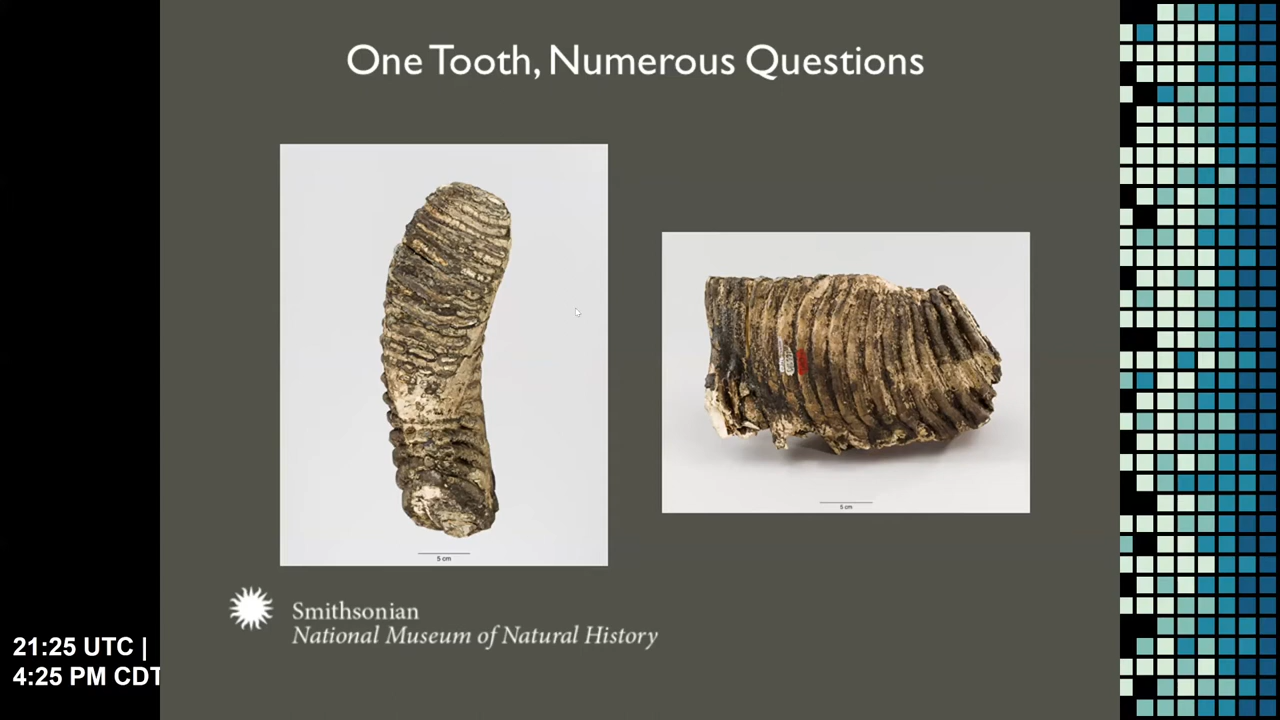 One Tooth, Numerous Questions
5 cm
5 cm
Smithsonian
National Museum of Natural History
21:25 UTC |
4:25 PM CDT